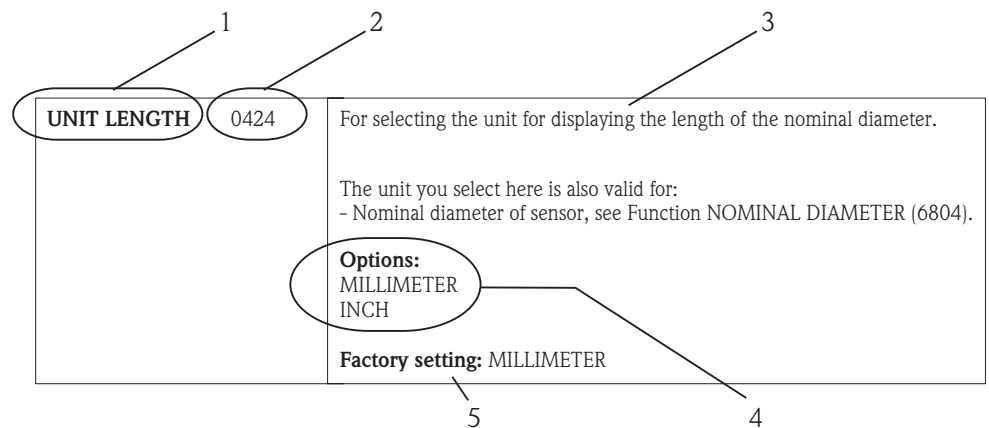 1 2 3
UNIT LENGTH 0424 For selecting the unit for displaying the length of the nominal diameter.
The unit you select here is also valid for:
– Nominal diameter of sensor, see Function NOMINAL DIAMETER (6804).
Options:
MILLIMETER
INCH
Factory setting: MILLIMETER
5 4